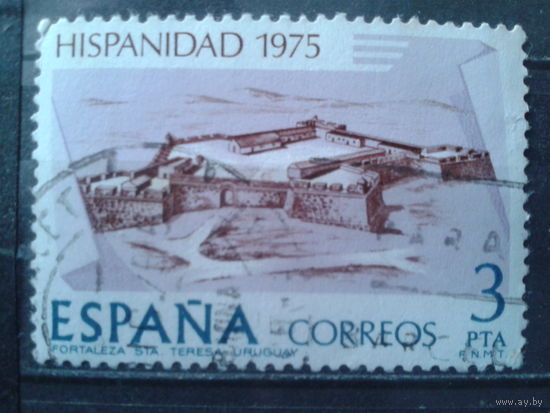 HISPANIDAD 1975
3
ESPAÑA CORREOS PTA
FORTALEZA STA. TERESA URUGUAY F.N.M.T.
www.ay.by